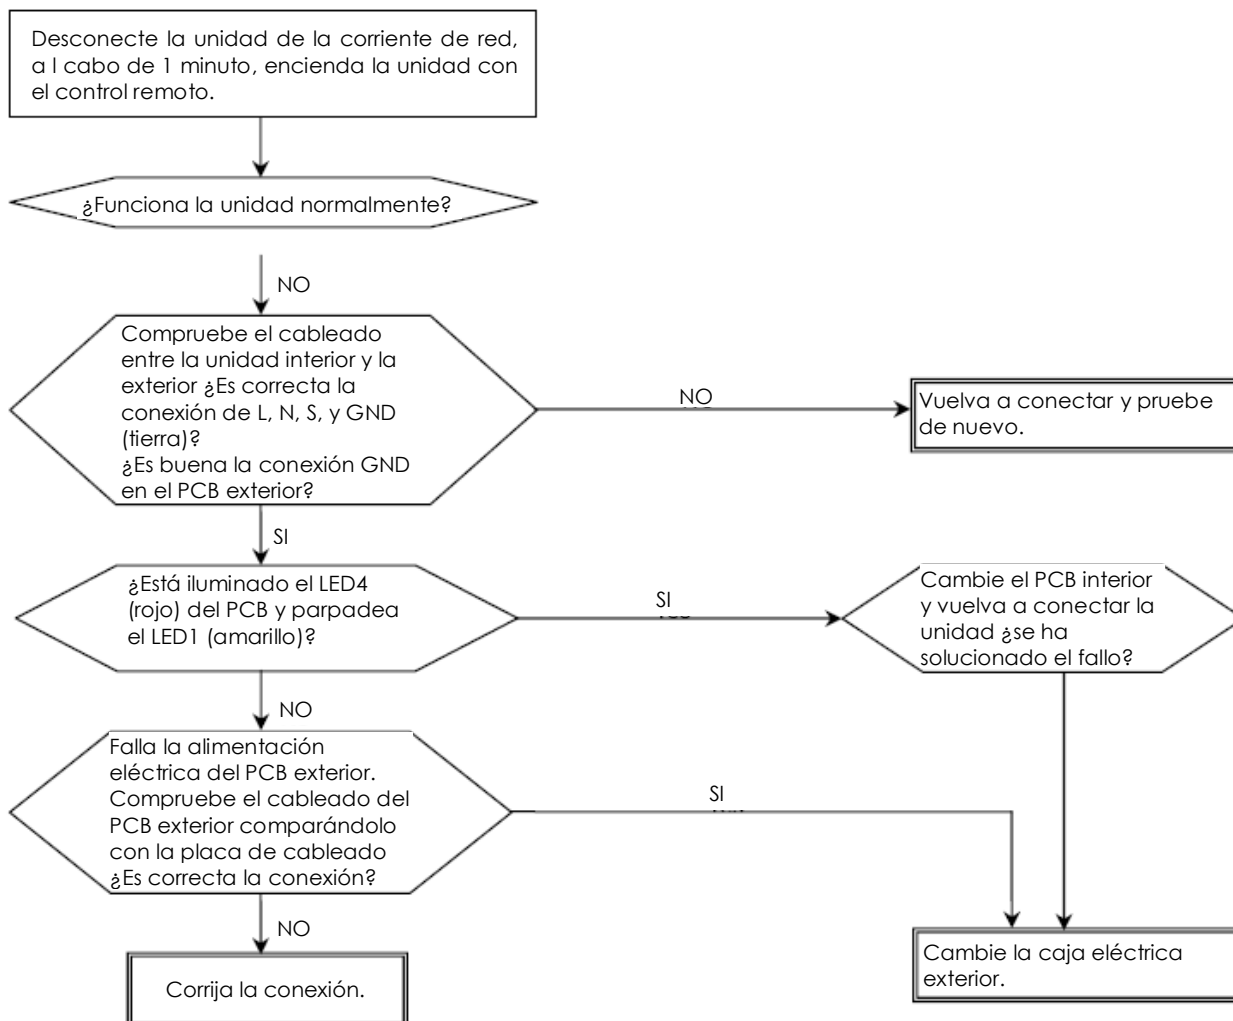 Desconecte la unidad de la corriente de red,
a l cabo de 1 minuto, encienda la unidad con
el control remoto.
¿Funciona la unidad normalmente?
NO
Compruebe el cableado
entre la unidad interior y la
exterior ¿Es correcta la
conexión de L, N, S, y GND
(tierra)?
¿Es buena la conexión GND
en el PCB exterior?
NO
Vuelva a conectar y pruebe
de nuevo.
SI
¿Está iluminado el LED4
(rojo) del PCB y parpadea
el LED1 (amarillo)?
SI
Cambie el PCB interior
y vuelva a conectar la
unidad ¿se ha
solucionado el fallo?
NO
Falla la alimentación
eléctrica del PCB exterior.
Compruebe el cableado del
PCB exterior comparándolo
con la placa de cableado
¿Es correcta la conexión?
SI
NO
Corrija la conexión.
Cambie la caja eléctrica
exterior.